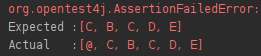 org.opentest4j.AssertionFailedError:
Expected :[C, B, C, D, E]
Actual   :[@, C, B, C, D, E]